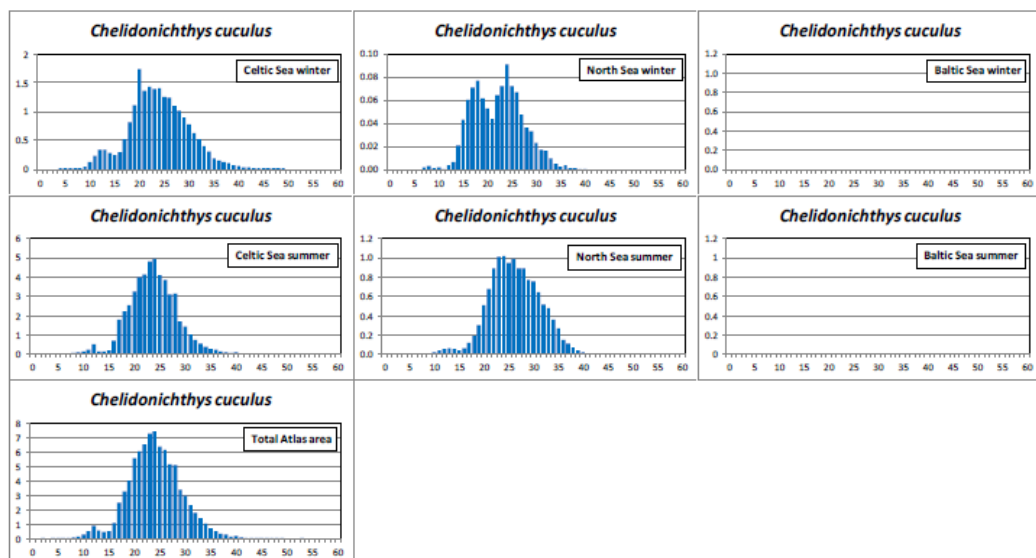 Chelidonichthys cuculus
Celtic Sea winter
2
1.5
1
0.5
0
0 5 10 15 20 25 30 35 40 45 50 55 60
Chelidonichthys cuculus
North Sea winter
0.10
0.08
0.06
0.04
0.02
0.00
0 5 10 15 20 25 30 35 40 45 50 55 60
Chelidonichthys cuculus
Baltic Sea winter
1.2
1.0
0.8
0.6
0.4
0.2
0.0
0 5 10 15 20 25 30 35 40 45 50 55 60
Chelidonichthys cuculus
Celtic Sea summer
6
5
4
3
2
1
0
0 5 10 15 20 25 30 35 40 45 50 55 60
Chelidonichthys cuculus
North Sea summer
1.2
1.0
0.8
0.6
0.4
0.2
0.0
0 5 10 15 20 25 30 35 40 45 50 55 60
Chelidonichthys cuculus
Baltic Sea summer
1.2
1
0.8
0.6
0.4
0.2
0
0 5 10 15 20 25 30 35 40 45 50 55 60
Chelidonichthys cuculus
Total Atlas area
8
7
6
5
4
3
2
1
0
0 5 10 15 20 25 30 35 40 45 50 55 60